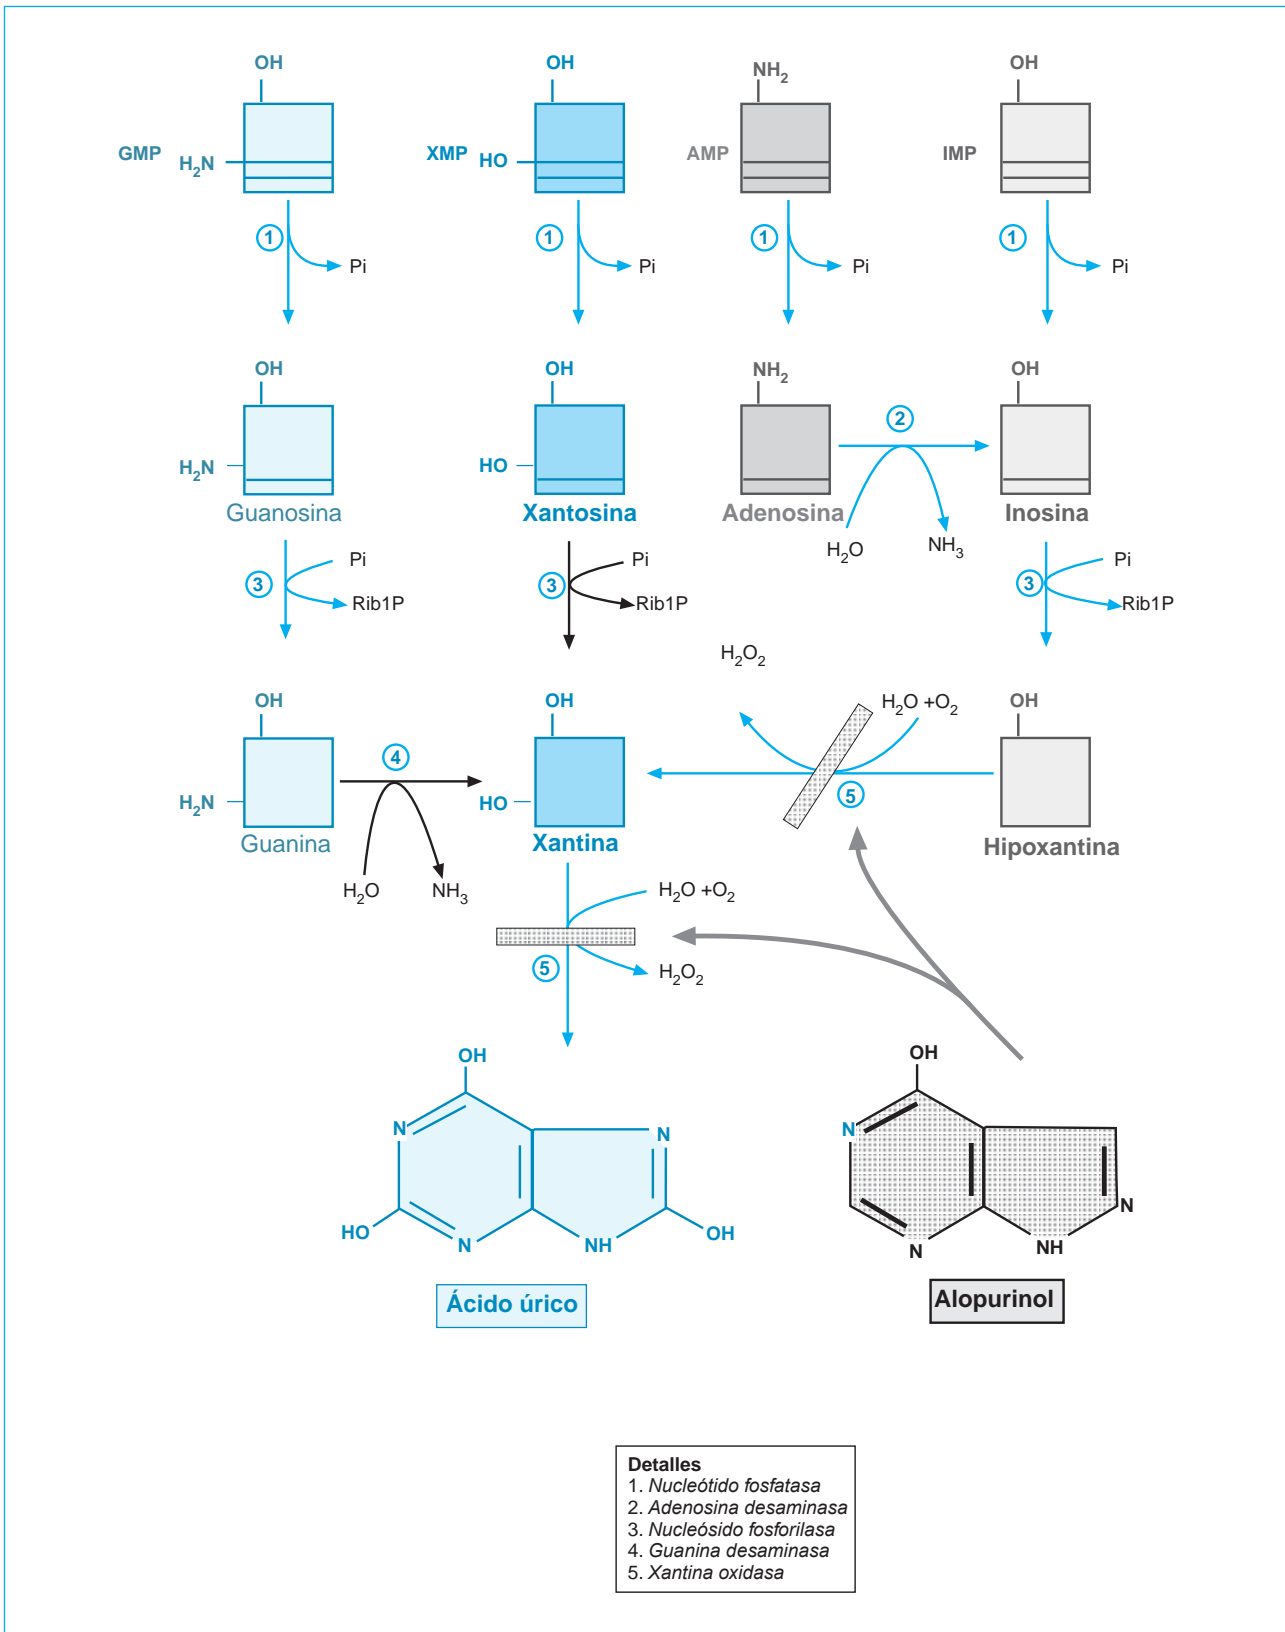 OH OH NH2 OH
GMP H2N XMP HO AMP IMP
1 1 1 1
Pi Pi Pi Pi
OH OH NH2 OH
2
H2N HO
Guanosina Xantosina Adenosina Inosina
H2O NH3
Pi Pi Pi
3 3 3
Rib1P Rib1P Rib1P
H2O2
OH OH H2O +O2 OH
4
5
H2N HO
Guanina Xantina Hipoxantina
H2O NH3 H2O +O2
5 H2O2
OH OH
N N N
HO N NH OH N NH N
Ácido úrico Alopurinol
Detalles
1. Nucleótido fosfatasa
2. Adenosina desaminasa
3. Nucleósido fosforilasa
4. Guanina desaminasa
5. Xantina oxidasa